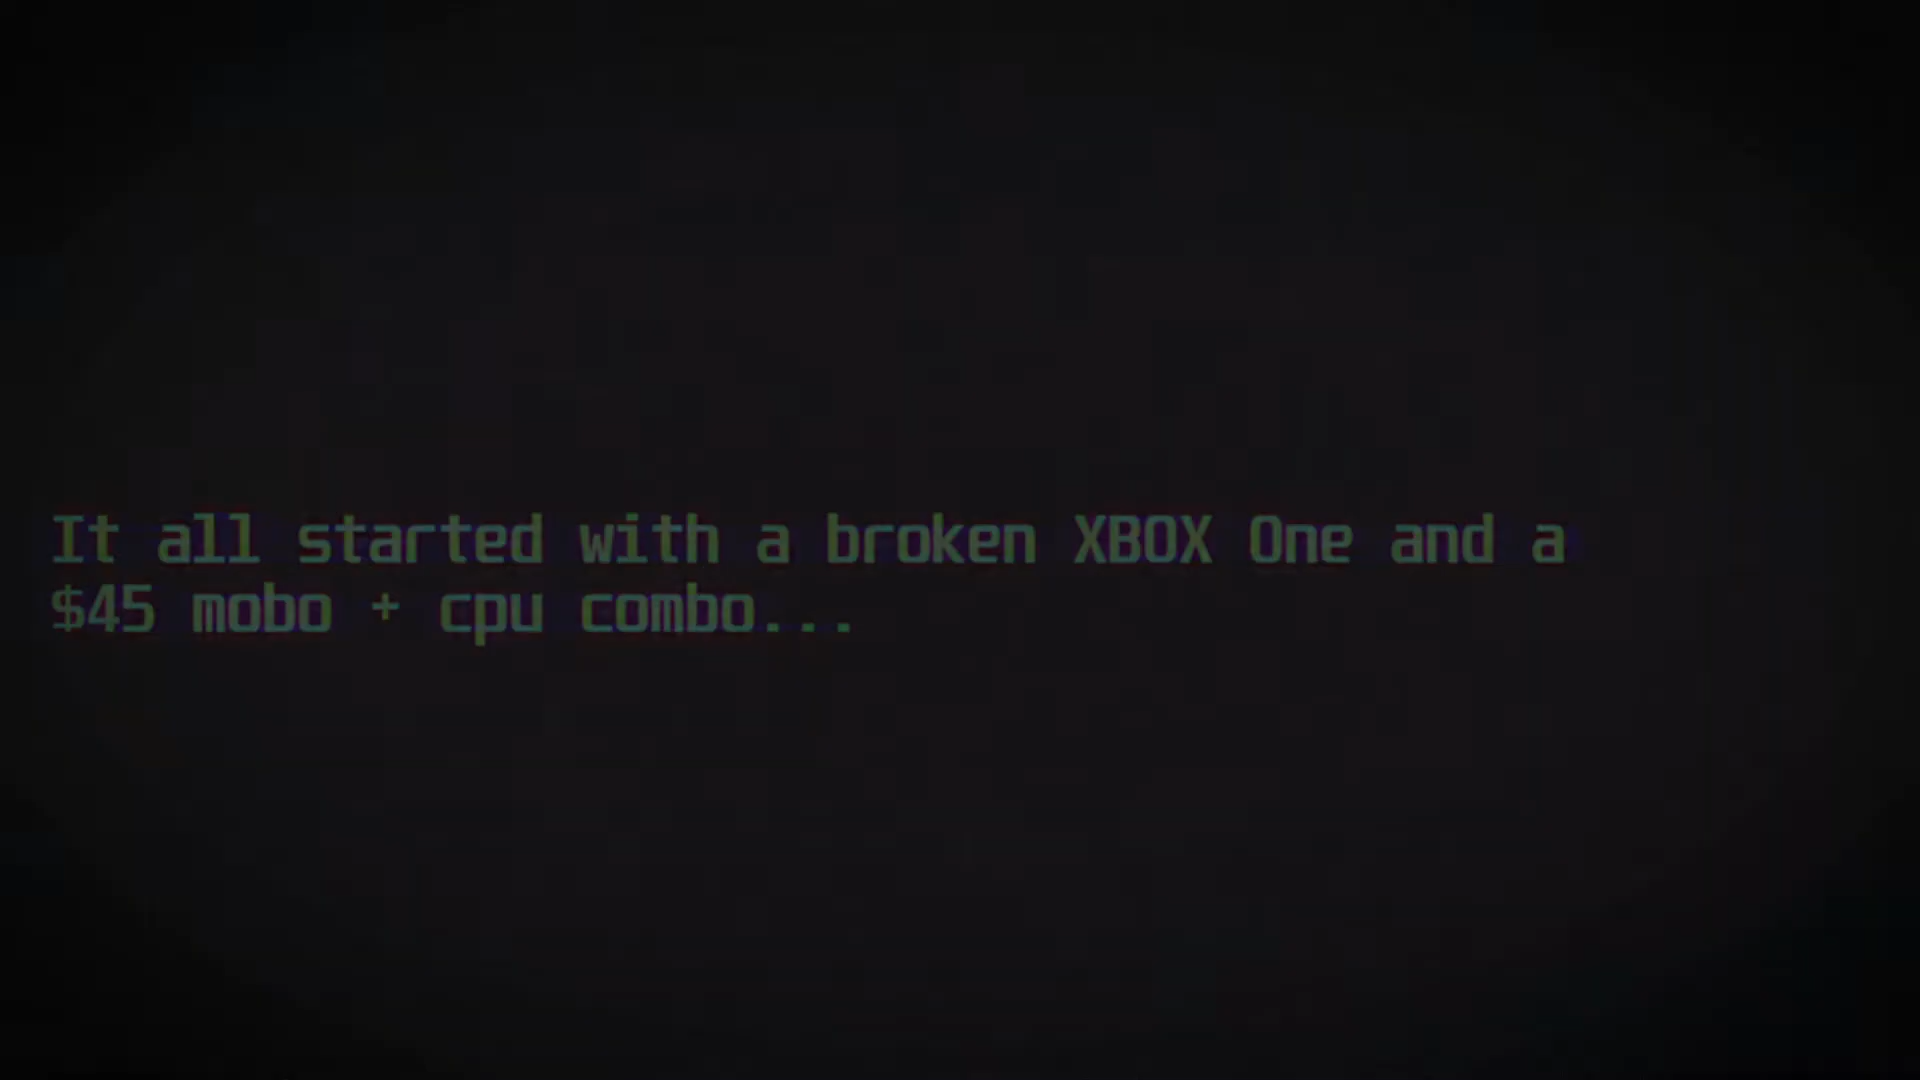 It all started with a broken XBOX One and a
$45 mobo + cpu combo...